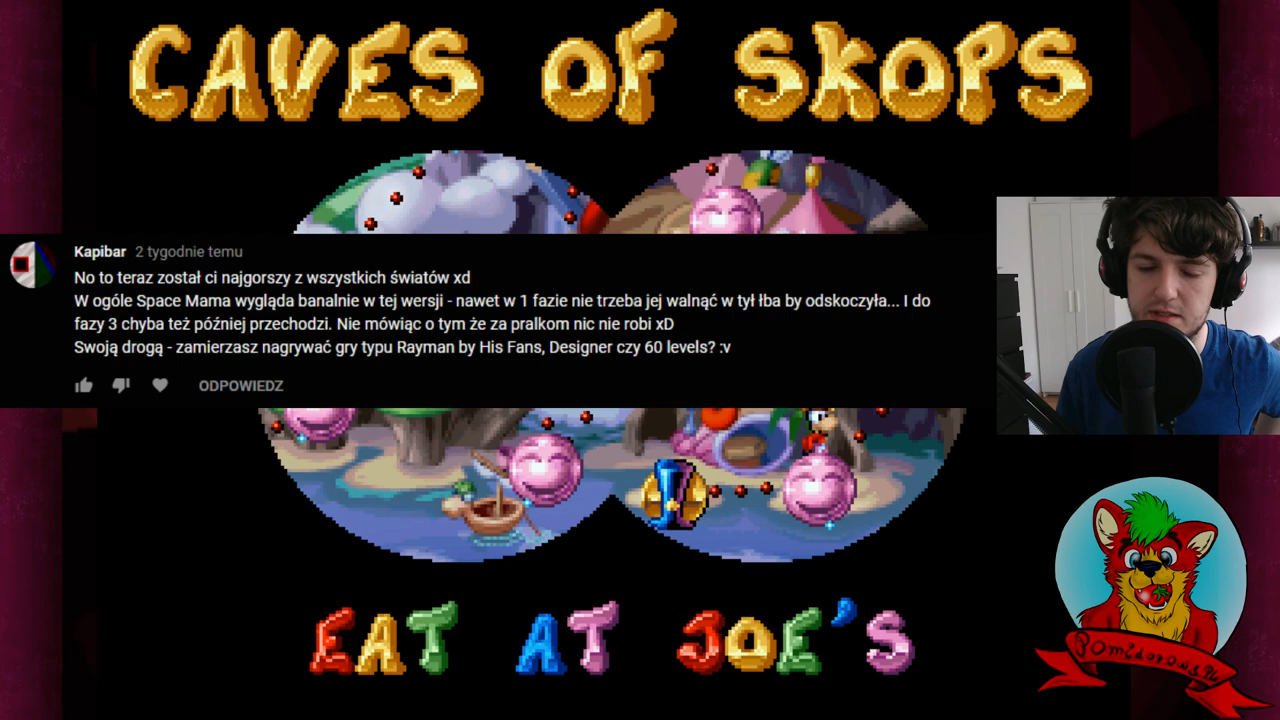 CAVES OF SKOPS
Kapibar 2 tygodnie temu
No to teraz został ci najgorszy z wszystkich światów xd
W ogóle Space Mama wygląda banalnie w tej wersji - nawet w 1 fazie nie trzeba jej walnąć w tył łba by odskoczyła... I do
fazy 3 chyba też później przechodzi. Nie mówiąc o tym że za pralkom nic nie robi xD
Swoją drogą - zamierzasz nagrywać gry typu Rayman by His Fans, Designer czy 60 levels? :v
ODPOWIEDZ
EAT AT JOE'S